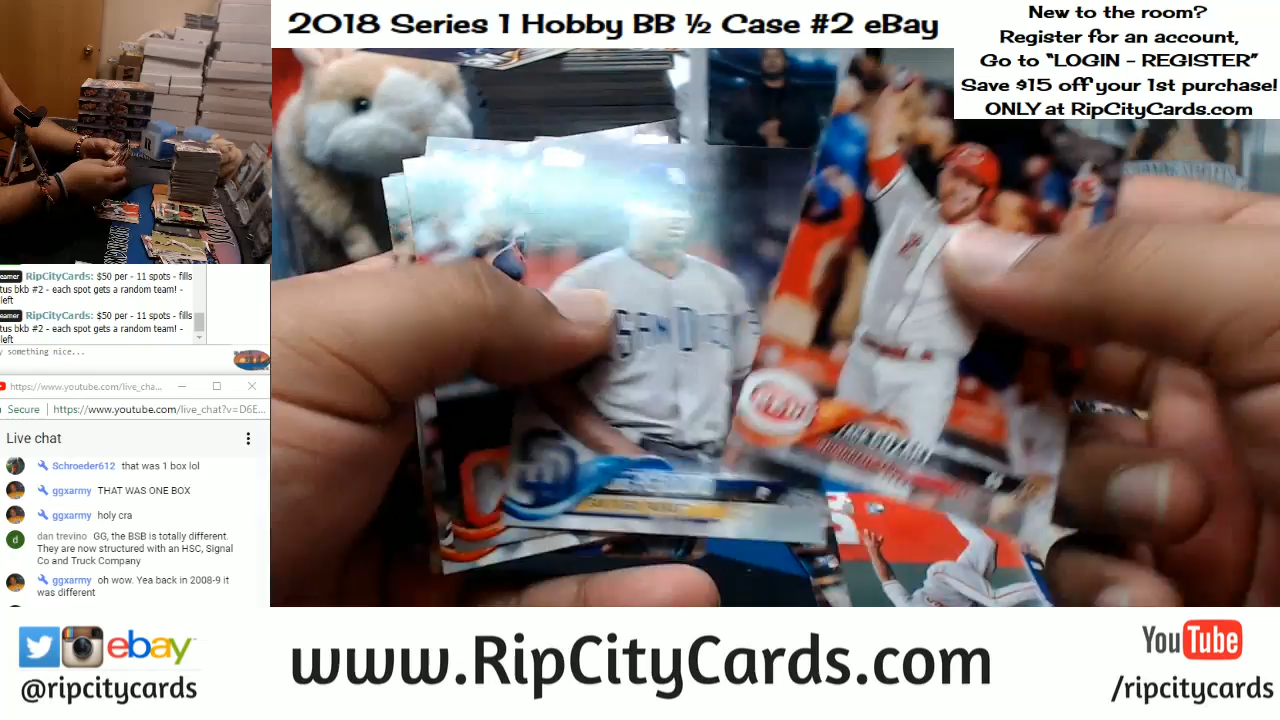 2018 Series 1 Hobby BB ½ Case #2 eBay
New to the room?
Register for an account,
Go to “LOGIN - REGISTER”
Save $15 off your 1st purchase!
ONLY at RipCityCards.com
eamer RipCityCards: $50 per - 11 spots - fills
tus bkb #2 - each spot gets a random team! -
left
eamer RipCityCards: $50 per - 11 spots - fills
tus bkb #2 - each spot gets a random team! -
left
y something nice...
https://www.youtube.com/live_cha...
Secure https://www.youtube.com/live_chat?v=D6E...
Live chat
Schroeder612 that was 1 box lol
ggxarmy THAT WAS ONE BOX
ggxarmy holy cra
dan trevino GG, the BSB is totally different.
They are now structured with an HSC, Signal
Co and Truck Company
ggxarmy oh wow. Yea back in 2008-9 it
was different
SAN DIE
REDS
ebay
@ripcitycards
www.RipCityCards.com
YouTube
/ripcitycards